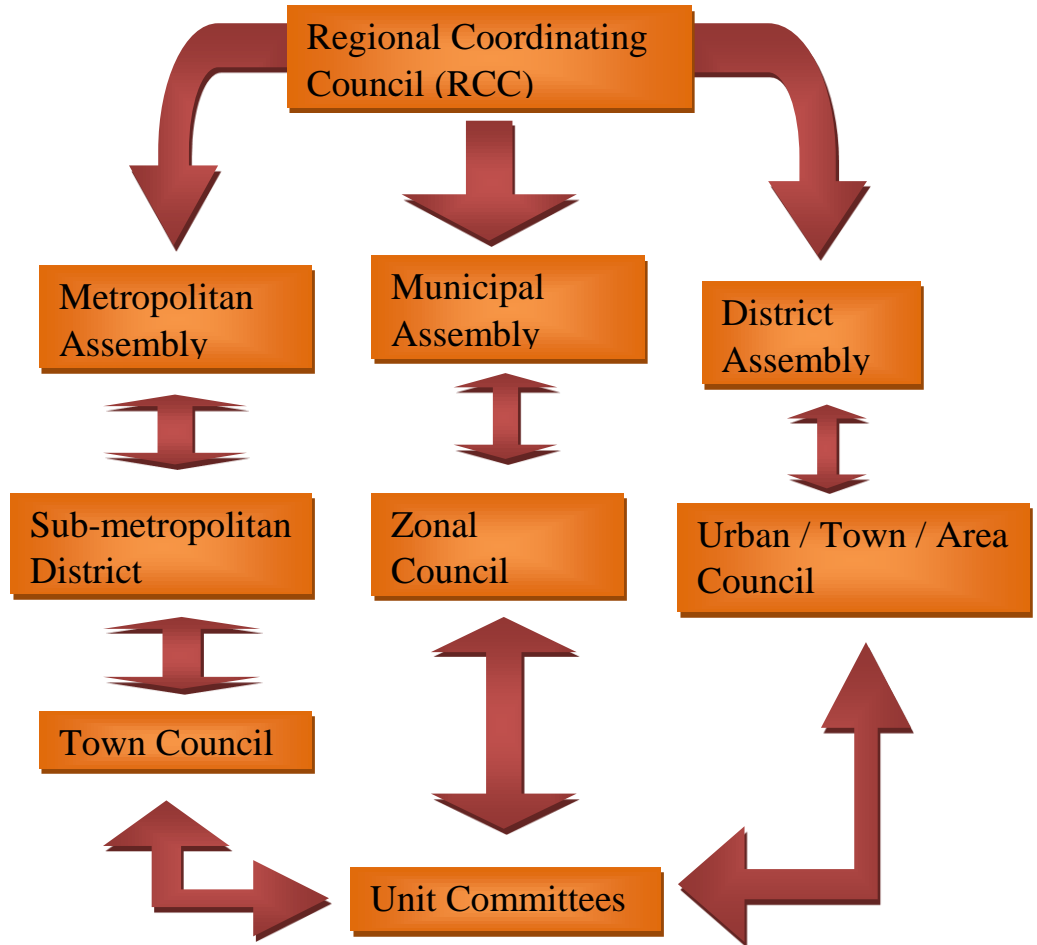 Regional Coordinating
Council (RCC)
Metropolitan
Assembly
Municipal
Assembly
District
Assembly
Sub-metropolitan
District
Zonal
Council
Urban / Town / Area
Council
Town Council
Unit Committees